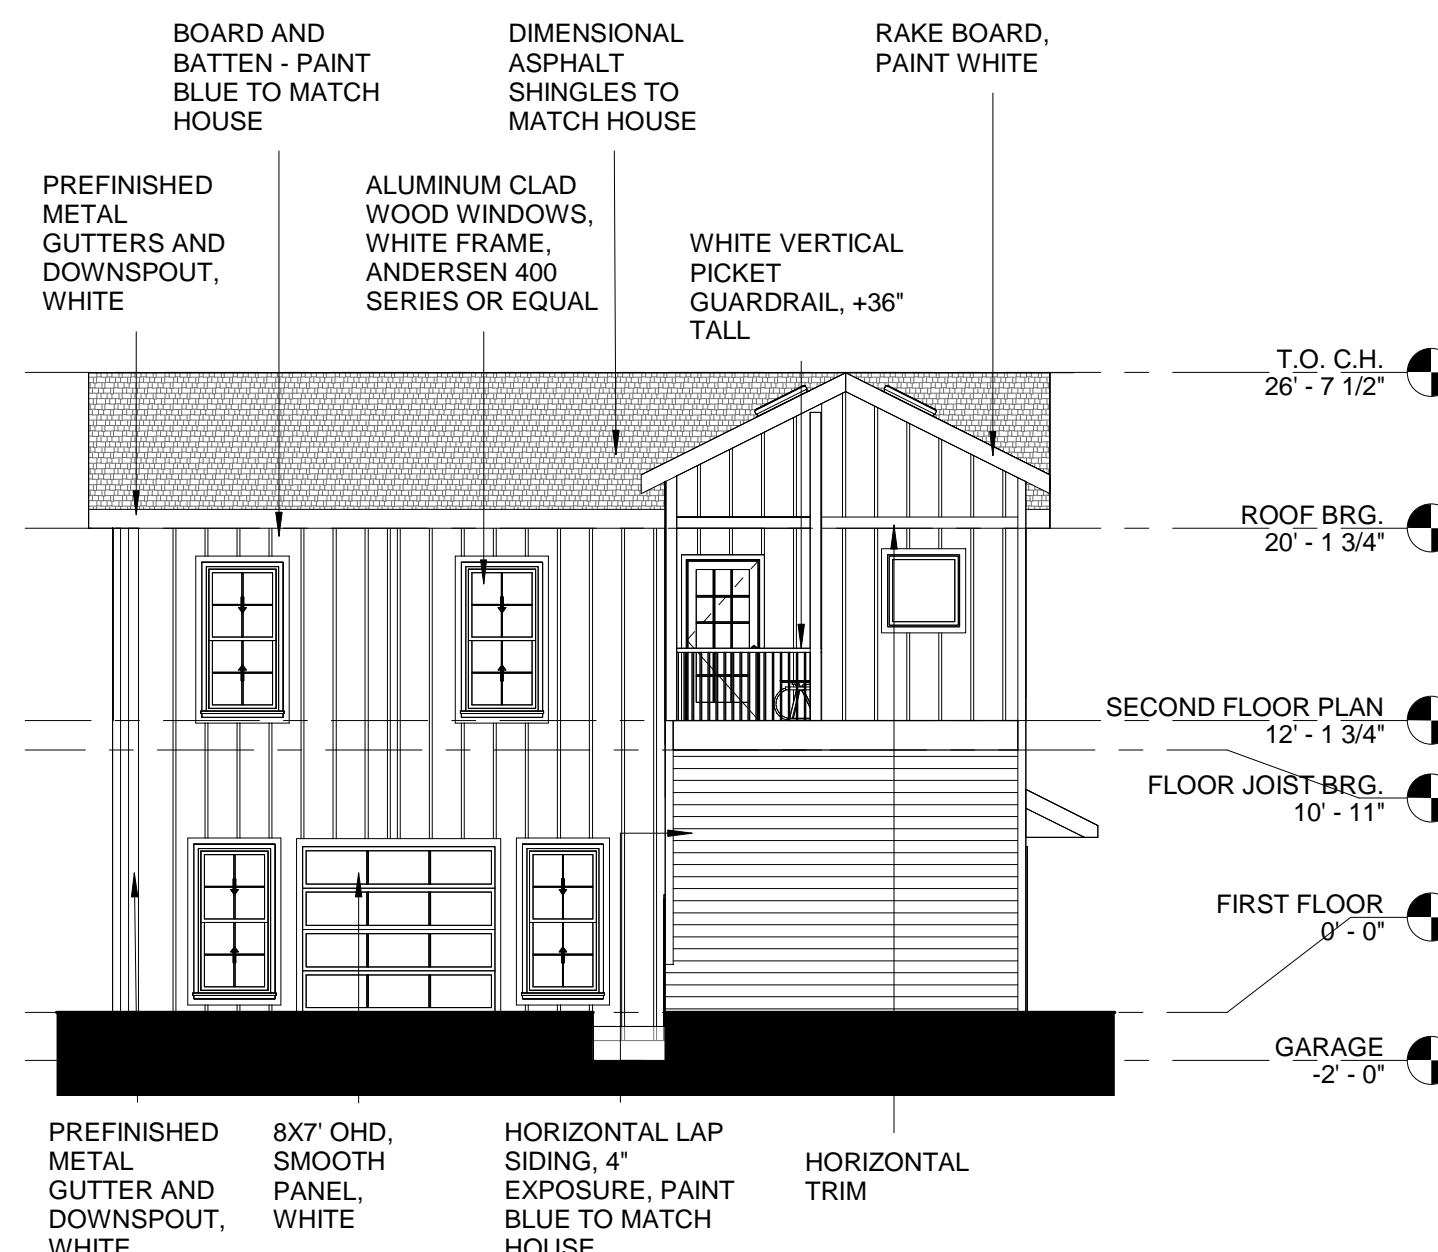 BOARD AND
BATTEN - PAINT
BLUE TO MATCH
HOUSE
DIMENSIONAL
ASPHALT
SHINGLES TO
MATCH HOUSE
RAKE BOARD,
PAINT WHITE
PREFINISHED
METAL
GUTTERS AND
DOWNSPOUT,
WHITE
ALUMINUM CLAD
WOOD WINDOWS,
WHITE FRAME,
ANDERSEN 400
SERIES OR EQUAL
WHITE VERTICAL
PICKET
GUARDRAIL, +36"
TALL
T.O. C.H.
26' - 7 1/2"
ROOF BRG.
20' - 1 3/4"
SECOND FLOOR PLAN
12' - 1 3/4"
FLOOR JOIST BRG.
10' - 11"
FIRST FLOOR
0' - 0"
GARAGE
-2' - 0"
PREFINISHED
METAL
GUTTER AND
DOWNSPOUT,
WHITE
8X7' OHD,
SMOOTH
PANEL,
WHITE
HORIZONTAL LAP
SIDING, 4"
EXPOSURE, PAINT
BLUE TO MATCH
HOUSE
HORIZONTAL
TRIM